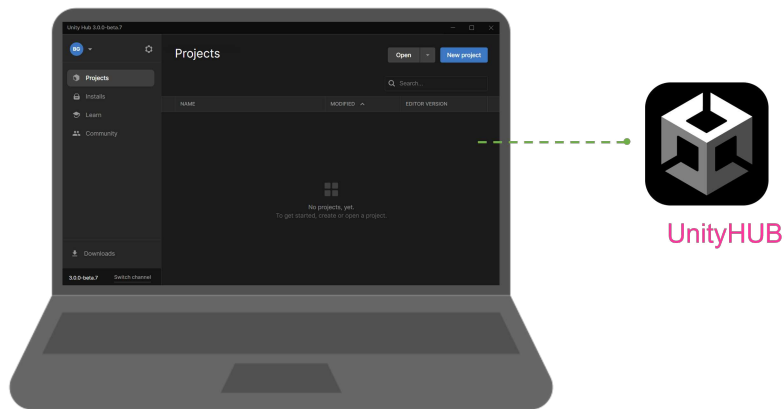 Unity Hub 3.0.0-beta.7
BG
Projects
Open
New project
Projects
Search...
Installs
NAME
MODIFIED
EDITOR VERSION
Learn
Community
No projects, yet.
To get started, create or open a project.
Downloads
3.0.0-beta.7
Switch channel
UnityHUB